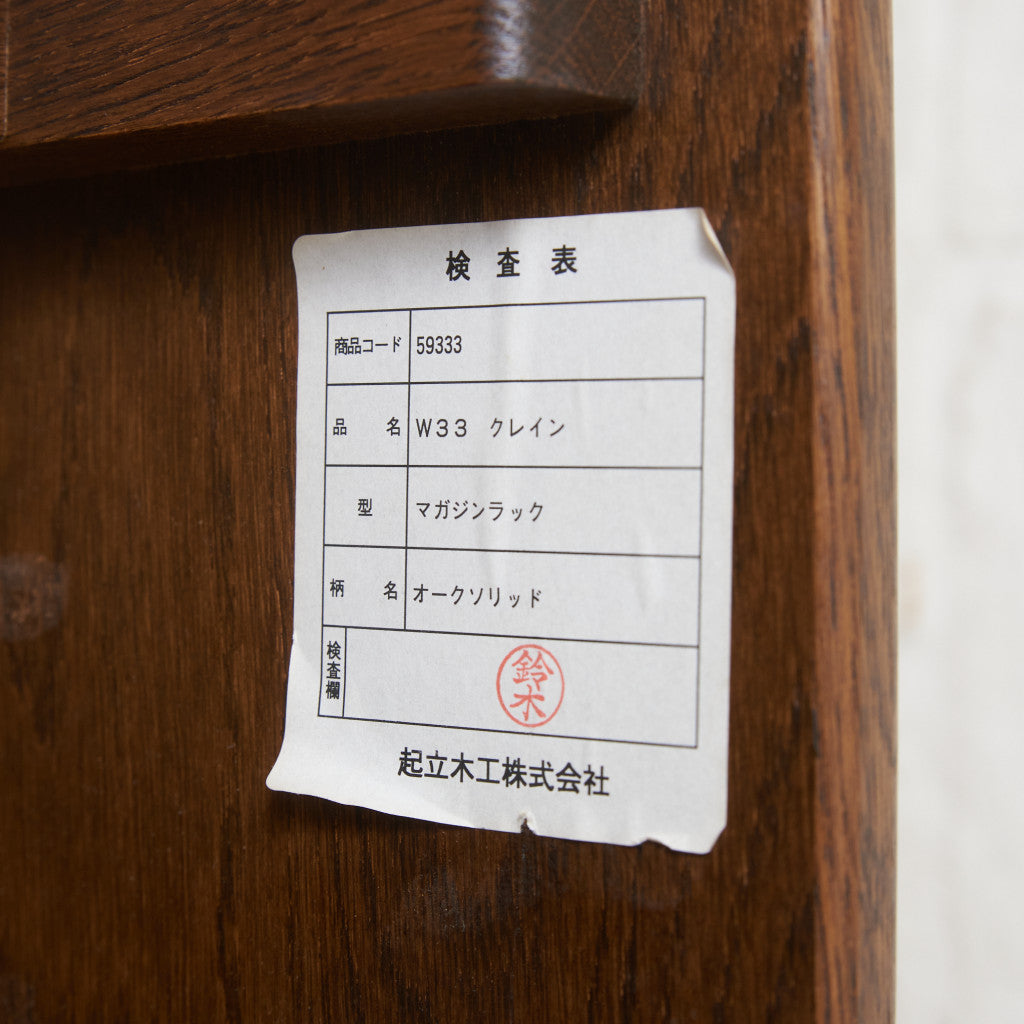 検 査 表
商品コード 59333
品 名 W33 クレイン
型 マガジンラック
柄 名 オークソリッド
検査欄 鈴木
起立木工株式会社